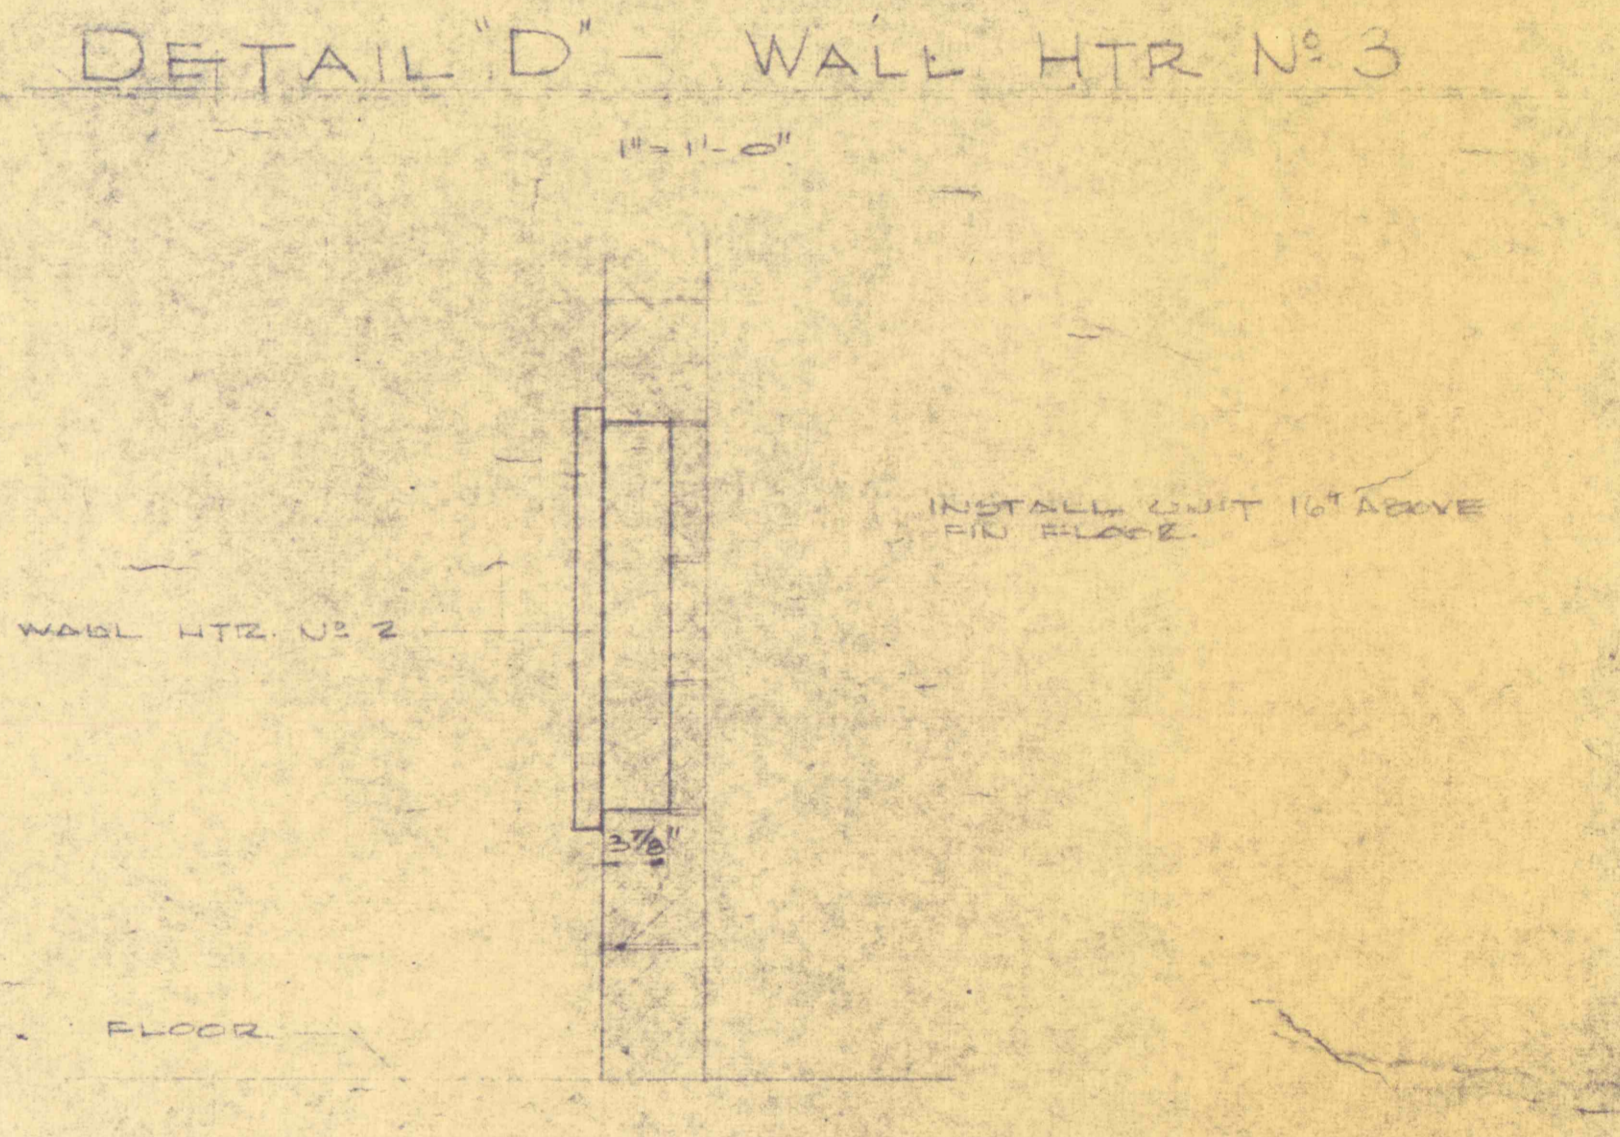 DETAIL "D" - WALL HTR Nº 3
1" = 1'-0"
INSTALL UNIT 16" ABOVE
FIN FLOOR.
WALL HTR. Nº 2
3 7/8"
FLOOR